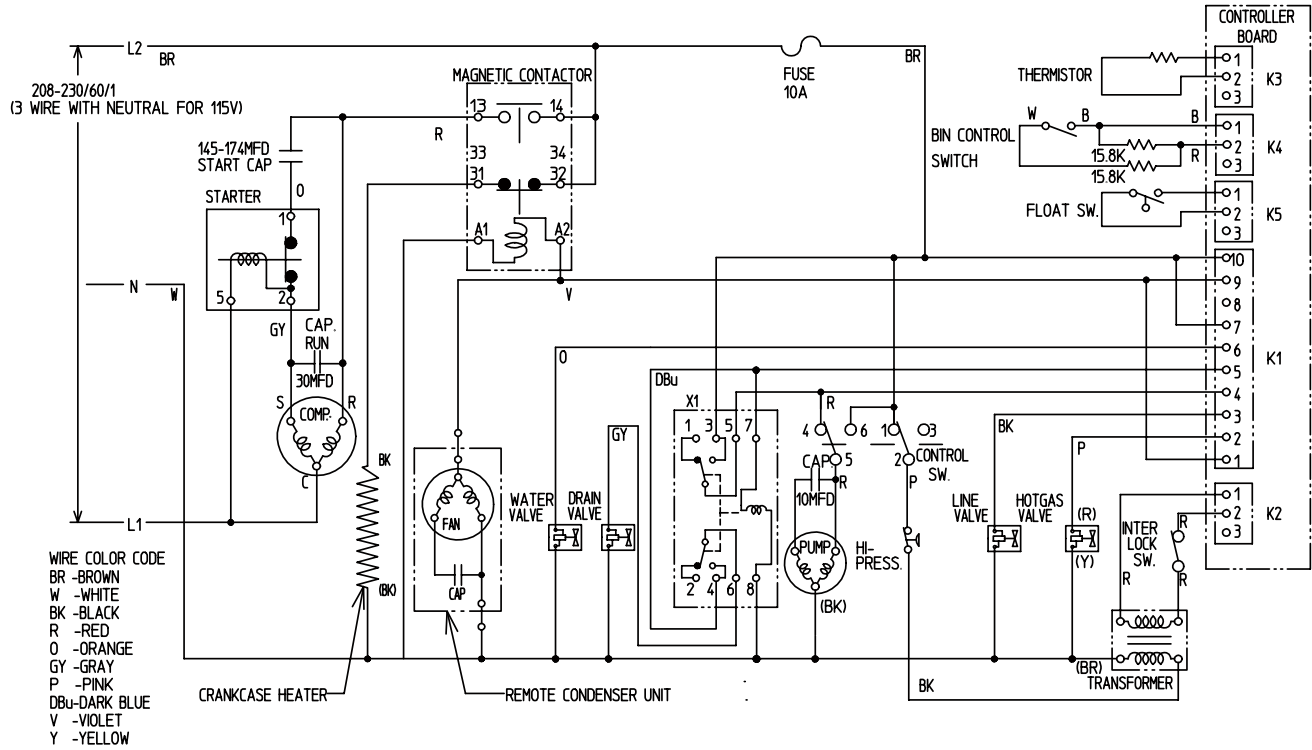 CONTROLLER
BOARD
L2
BR
BR
FUSE
10A
208-230/60/1
(3 WIRE WITH NEUTRAL FOR 115V)
MAGNETIC CONTACTOR
13
14
R
33
34
31
32
A1
A2
V
THERMISTOR
1
2
3
K3
W
B
B
BIN CONTROL
SWITCH
15.8K
15.8K
R
1
2
3
K4
FLOAT SW.
1
2
3
K5
145-174MFD
START CAP
O
STARTER
1
5
2
N
W
GY
CAP.
RUN
30MFD
S
R
COMP.
C
L1
10
9
8
7
6
5
4
3
2
1
K1
O
DBu
X1
1
3
5
7
2
4
6
8
GY
R
4
6
5
1
3
2
CONTROL
SW.
CAP.
10MFD
R
P
BK
P
BK
(BK)
FAN
CAP
WATER
VALVE
DRAIN
VALVE
PUMP
(BK)
HI-
PRESS.
LINE
VALVE
HOTGAS
VALVE
(R)
(Y)
INTER
LOCK
SW.
R
R
R
1
2
3
K2
(BR)
TRANSFORMER
BK
CRANKCASE HEATER
REMOTE CONDENSER UNIT
WIRE COLOR CODE
BR -BROWN
W -WHITE
BK -BLACK
R -RED
O -ORANGE
GY -GRAY
P -PINK
DBu-DARK BLUE
V -VIOLET
Y -YELLOW